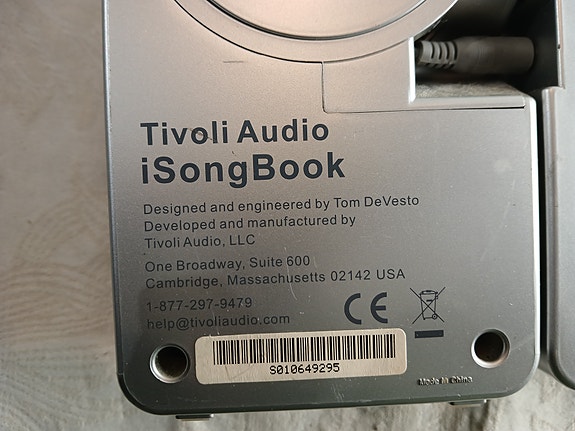 Tivoli Audio
iSongBook
Designed and engineered by Tom DeVesto
Developed and manufactured by
Tivoli Audio, LLC
One Broadway, Suite 600
Cambridge, Massachusetts 02142 USA
1-877-297-9479
help@tivoliaudio.com
CE
S010649295
Made in China